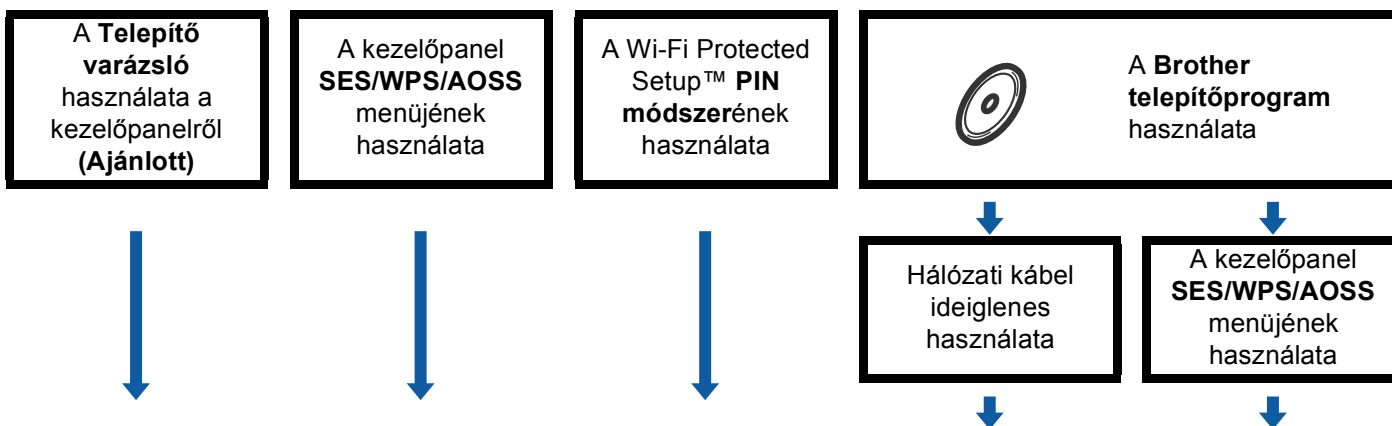 A Telepítő
varázsló
használata a
kezelőpanelről
(Ajánlott)
A kezelőpanel
SES/WPS/AOSS
menüjének
használata
A Wi-Fi Protected
Setup™ PIN
módszerének
használata
A Brother
telepítőprogram
használata
Hálózati kábel
ideiglenes
használata
A kezelőpanel
SES/WPS/AOSS
menüjének
használata